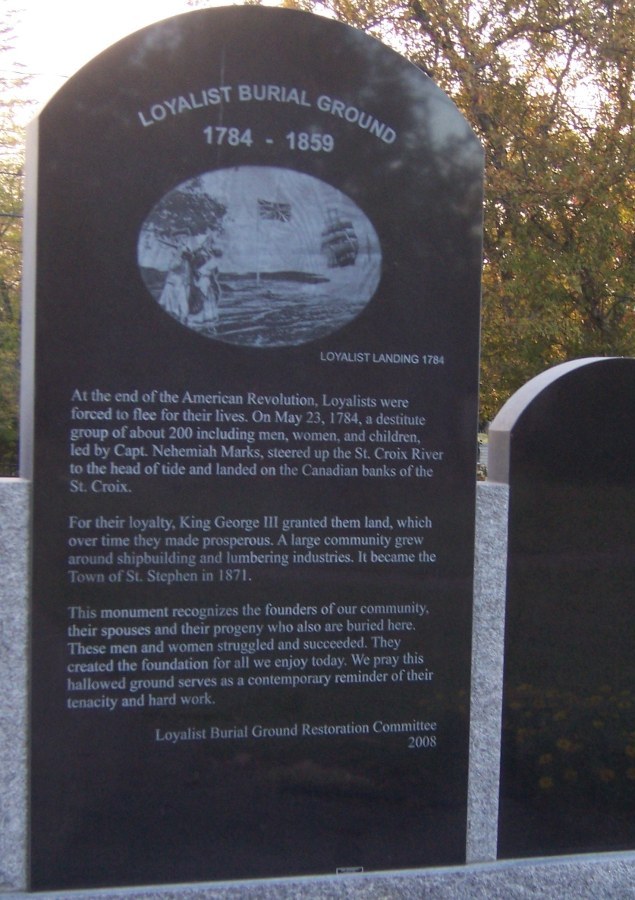 LOYALIST BURIAL GROUND
1784 - 1859
LOYALIST LANDING 1784
At the end of the American Revolution, Loyalists were
forced to flee for their lives. On May 23, 1784, a destitute
group of about 200 including men, women, and children,
led by Capt. Nehemiah Marks, steered up the St. Croix River
to the head of tide and landed on the Canadian banks of the
St. Croix.
For their loyalty, King George III granted them land, which
over time they made prosperous. A large community grew
around shipbuilding and lumbering industries. It became the
Town of St. Stephen in 1871.
This monument recognizes the founders of our community,
their spouses and their progeny who also are buried here.
These men and women struggled and succeeded. They
created the foundation for all we enjoy today. We pray this
hallowed ground serves as a contemporary reminder of their
tenacity and hard work.
Loyalist Burial Ground Restoration Committee
2008